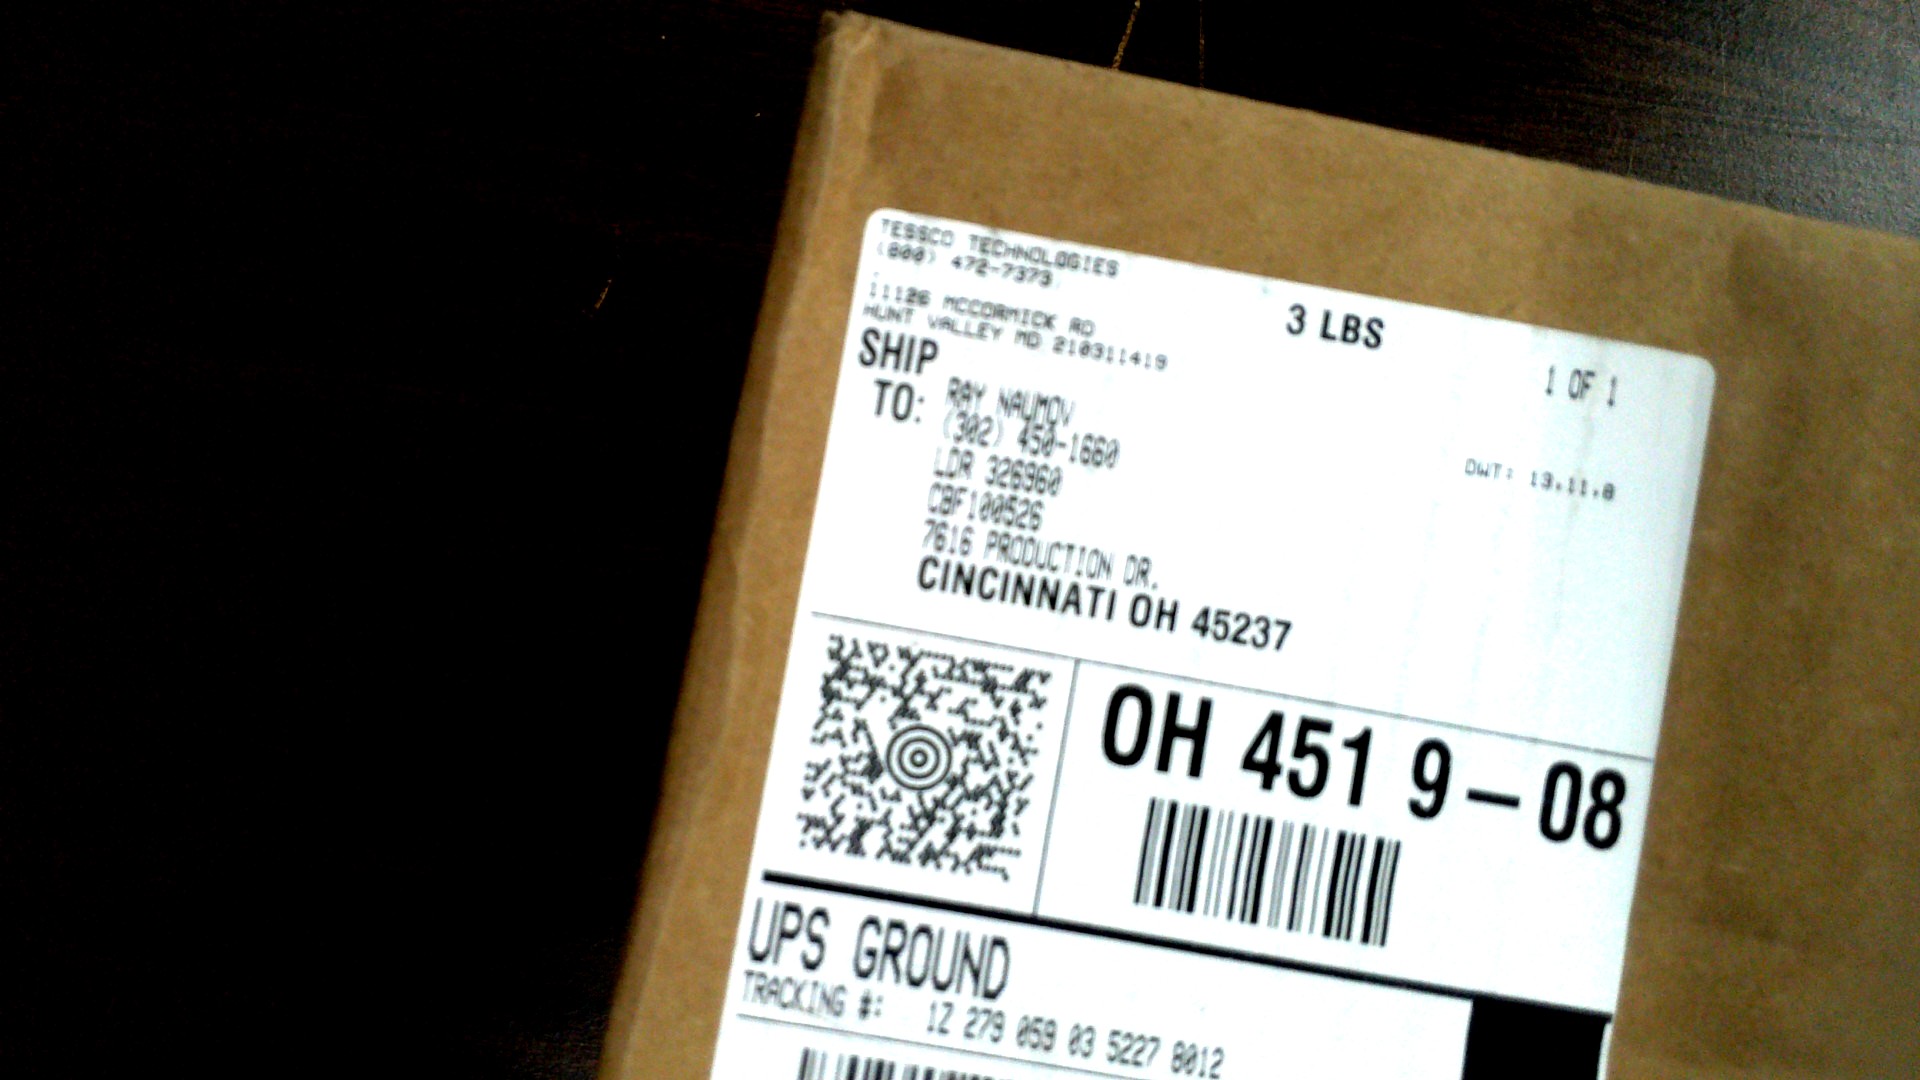 TESSCO TECHNOLOGIES
(800) 472-7373
11126 MCCORMICK RD
HUNT VALLEY MD 210311419
3 LBS
1 OF 1
SHIP
TO:
RAY NAUMOV
(302) 450-1660
LDR 326960
CBF100526
7616 PRODUCTION DR.
CINCINNATI OH 45237
DWT: 13,11,8
OH 451 9-08
UPS GROUND
TRACKING #: 1Z 279 059 03 5227 8012